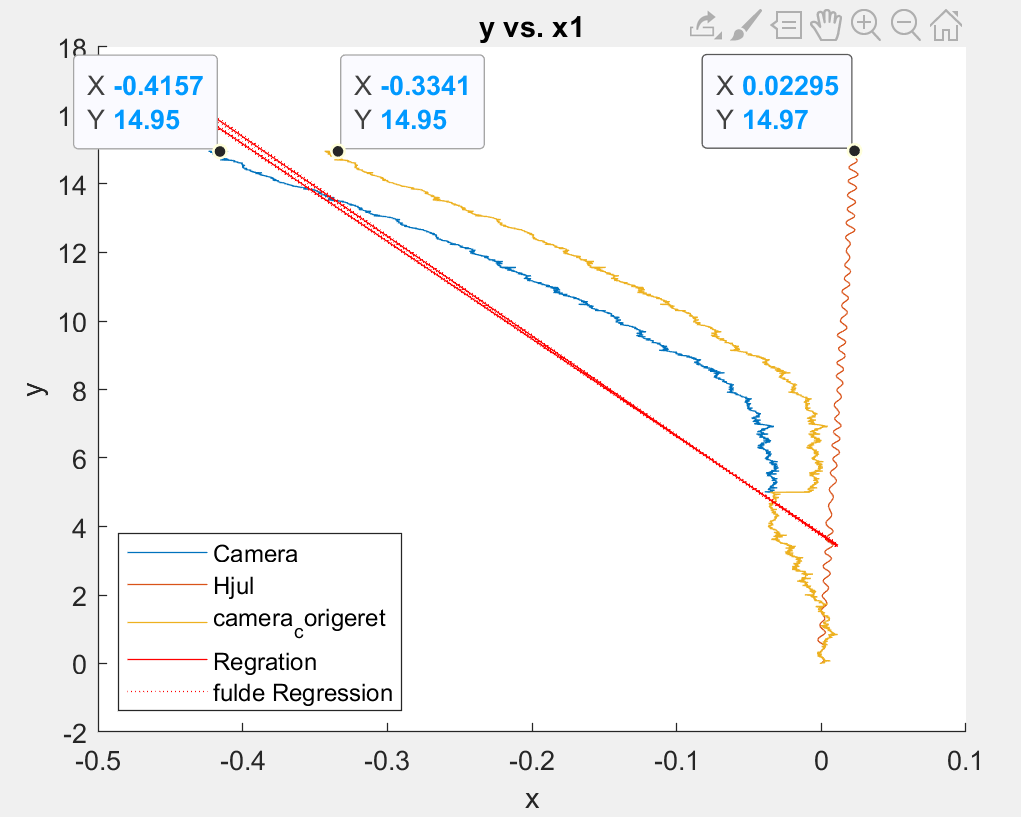 y vs. x1
X -0.4157
Y 14.95
X -0.3341
Y 14.95
X 0.02295
Y 14.97
18
1
14
12
10
8
6
4
2
0
-2
y
Camera
Hjul
camera_corigeret
Regration
fulde Regression
-0.5
-0.4
-0.3
-0.2
-0.1
0
0.1
x